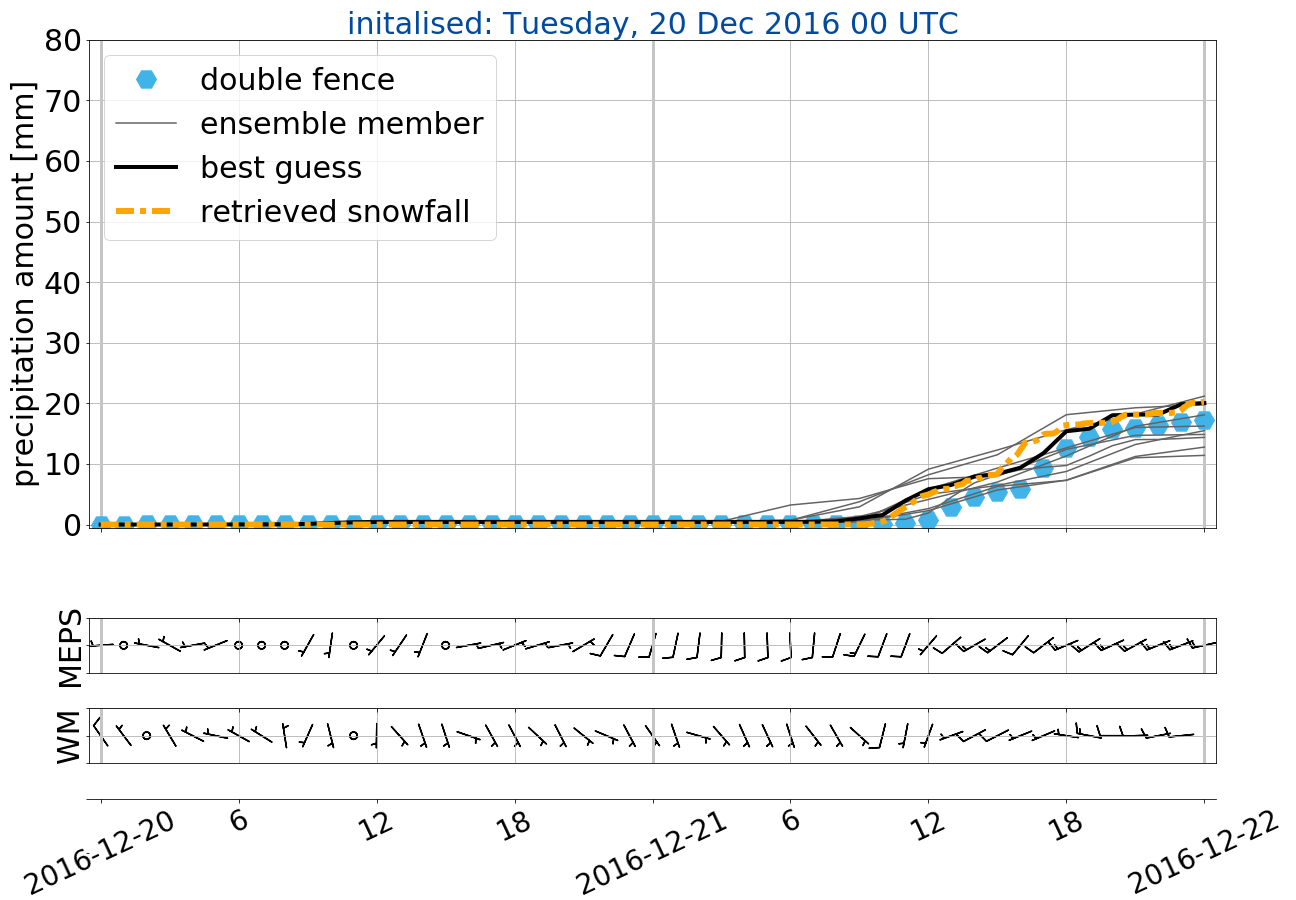 initalised: Tuesday, 20 Dec 2016 00 UTC
precipitation amount [mm]
80
70
60
50
40
30
20
10
0
double fence
ensemble member
best guess
retrieved snowfall
MEPS
WM
2016-12-20
6
12
18
2016-12-21
6
12
18
2016-12-22